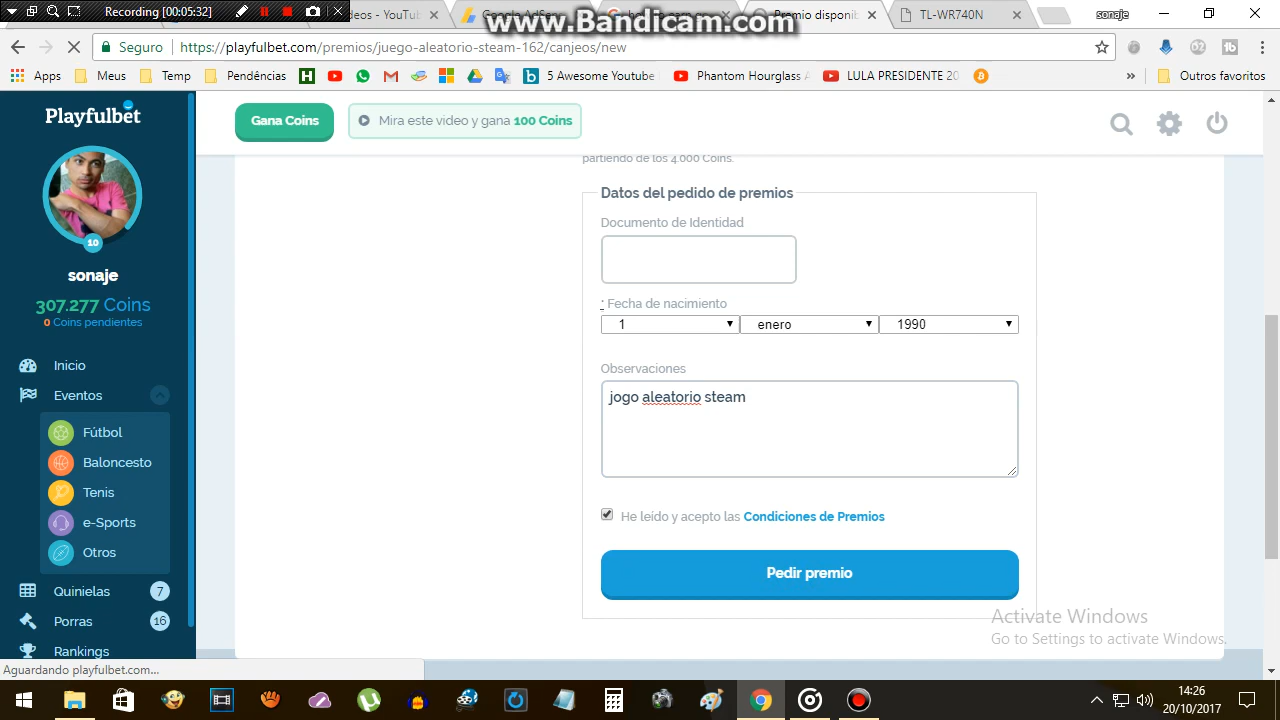 Recording [00:05:32]
www.Bandicam.com
sonaje
Seguro
https://playfulbet.com/premios/juego-aleatorio-steam-162/canjeos/new
TL-WR740N
Apps
Meus
Temp
Pendências
5 Awesome Youtube
Phantom Hourglass
LULA PRESIDENTE 20
»
Outros favoritos
Playfulbet
10
sonaje
307.277 Coins
0 Coins pendientes
Inicio
Eventos
Fútbol
Baloncesto
Tenis
e-Sports
Otros
Quinielas 7
Porras 16
Rankings
Gana Coins
Mira este video y gana 100 Coins
partiendo de los 4.000 Coins.
Datos del pedido de premios
Documento de Identidad
* Fecha de nacimiento
1 enero 1990
Observaciones
jogo aleatorio steam
He leído y acepto las Condiciones de Premios
Pedir premio
Activate Windows
Go to Settings to activate Windows.
Aguardando playfulbet.com...
14:26
20/10/2017